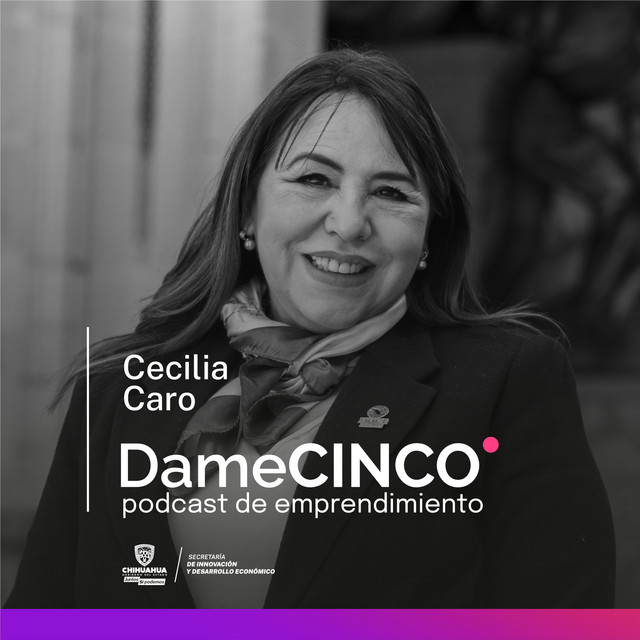 Cecilia
Caro
DameCINCO
podcast de emprendimiento
CHIHUAHUA
GOBIERNO DEL ESTADO
Juntos Sí podemos
SECRETARÍA
DE INNOVACIÓN
Y DESARROLLO ECONÓMICO